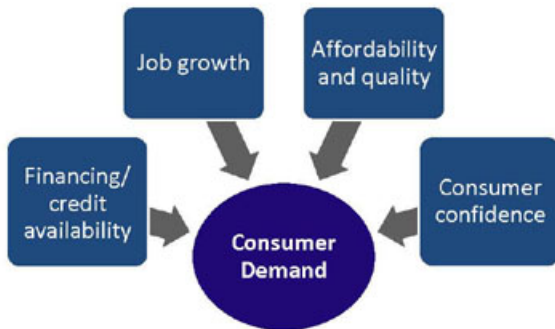 Job growth
Affordability
and quality
Financing/
credit
availability
Consumer
confidence
Consumer
Demand